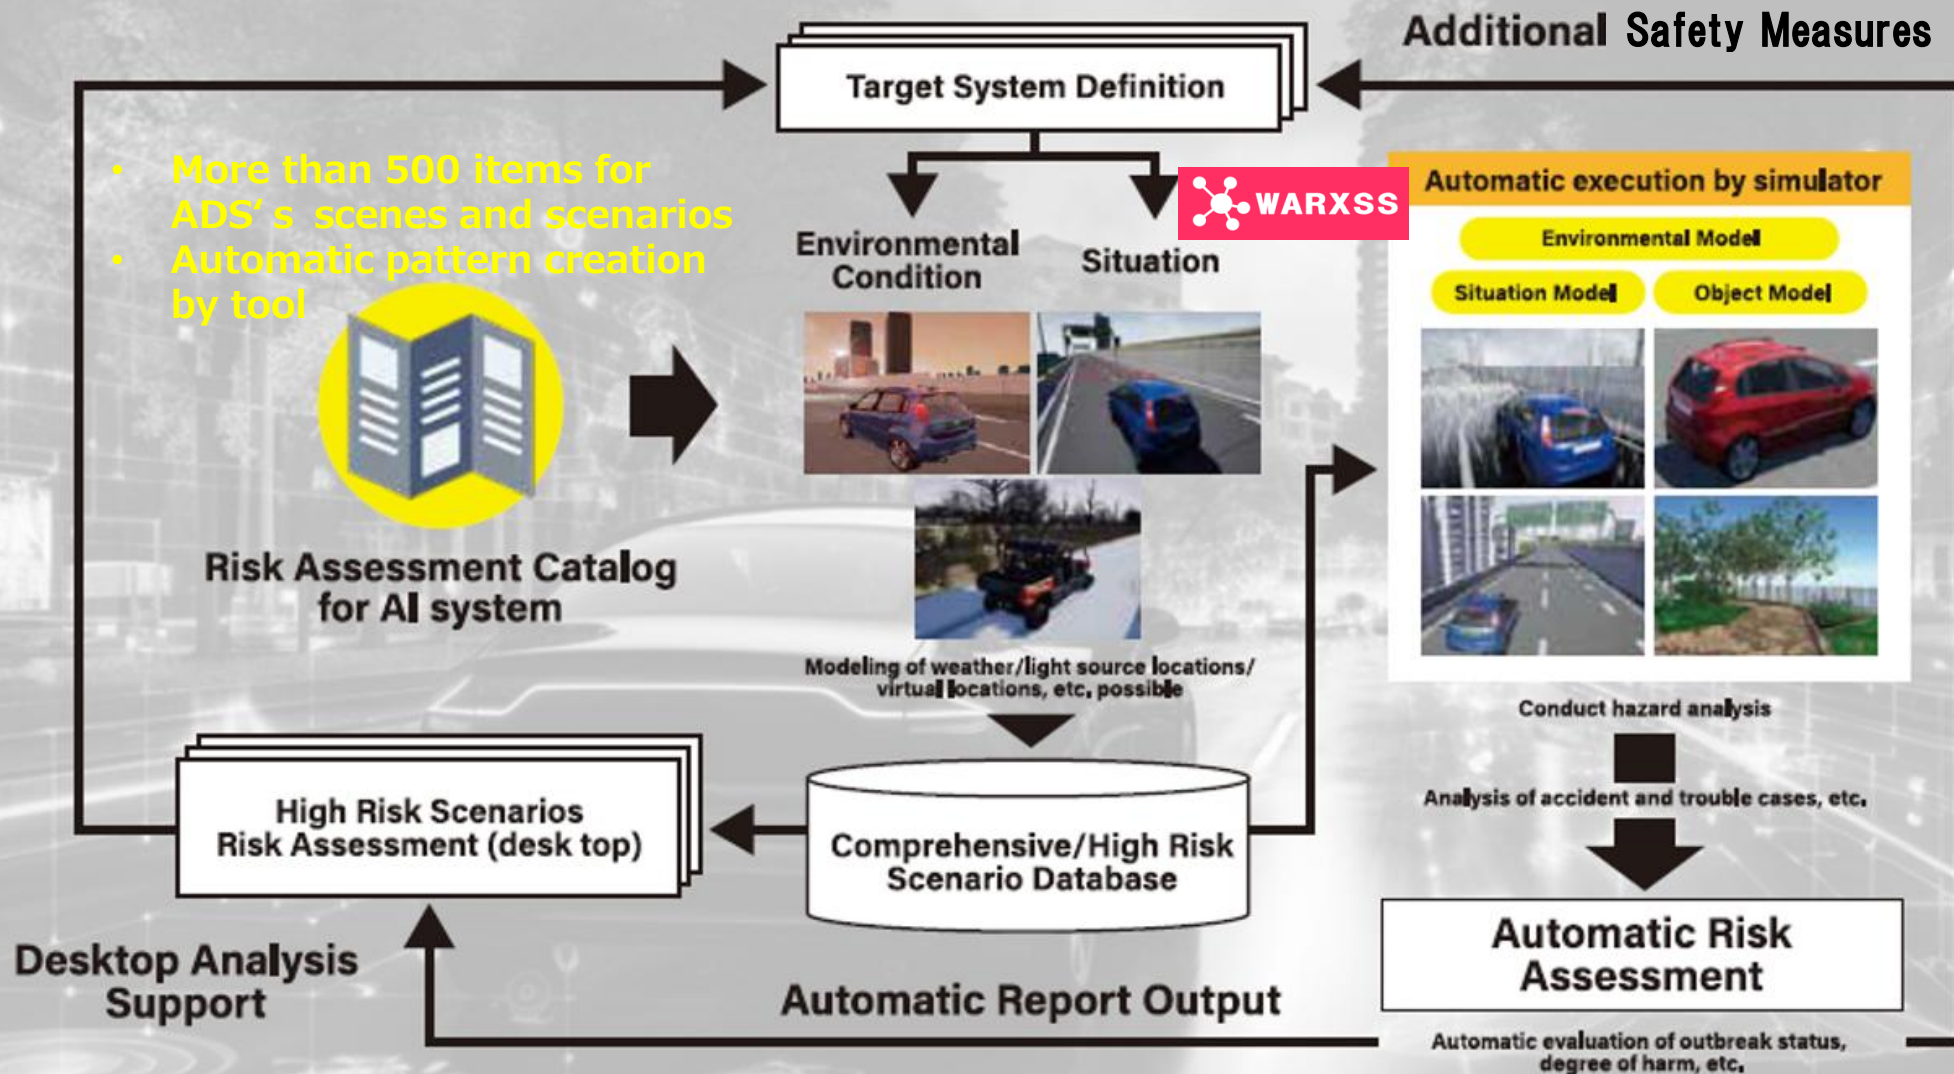 Additional Safety Measures
Target System Definition
• More than 500 items for
ADS‘ s scenes and scenarios
• Automatic pattern creation
by tool
WARXSS
Environmental
Condition
Situation
Automatic execution by simulator
Environmental Model
Situation Model
Object Model
Risk Assessment Catalog
for AI system
Modeling of weather/light source locations/
virtual locations, etc. possible
Conduct hazard analysis
Analysis of accident and trouble cases, etc.
High Risk Scenarios
Risk Assessment (desk top)
Comprehensive/High Risk
Scenario Database
Automatic Risk
Assessment
Desktop Analysis
Support
Automatic Report Output
Automatic evaluation of outbreak status,
degree of harm, etc.